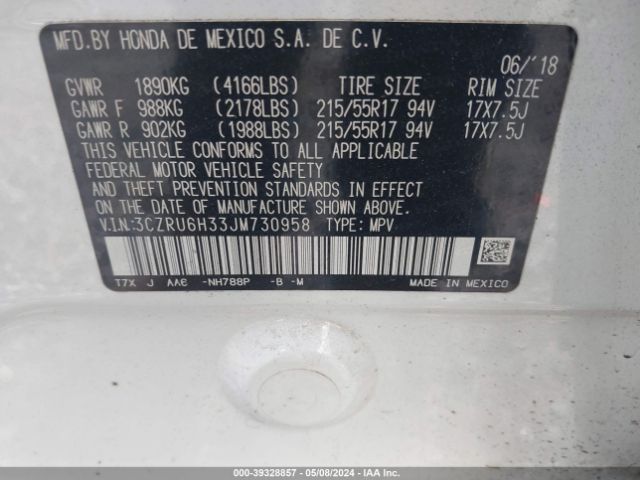 MFD.BY HONDA DE MEXICO S.A. DE C.V.
06/'18
GVWR 1890KG (4166LBS) TIRE SIZE RIM SIZE
GAWR F 988KG (2178LBS) 215/55R17 94V 17X7.5J
GAWR R 902KG (1988LBS) 215/55R17 94V 17X7.5J
THIS VEHICLE CONFORMS TO ALL APPLICABLE
FEDERAL MOTOR VEHICLE SAFETY
AND THEFT PREVENTION STANDARDS IN EFFECT
ON THE DATE OF MANUFACTURE SHOWN ABOVE.
V.I.N:3CZRU6H33JM730958 TYPE: MPV
T7X J AA6 -NH788P -B -M MADE IN MEXICO
000-39328857 - 05/08/2024 - IAA Inc.